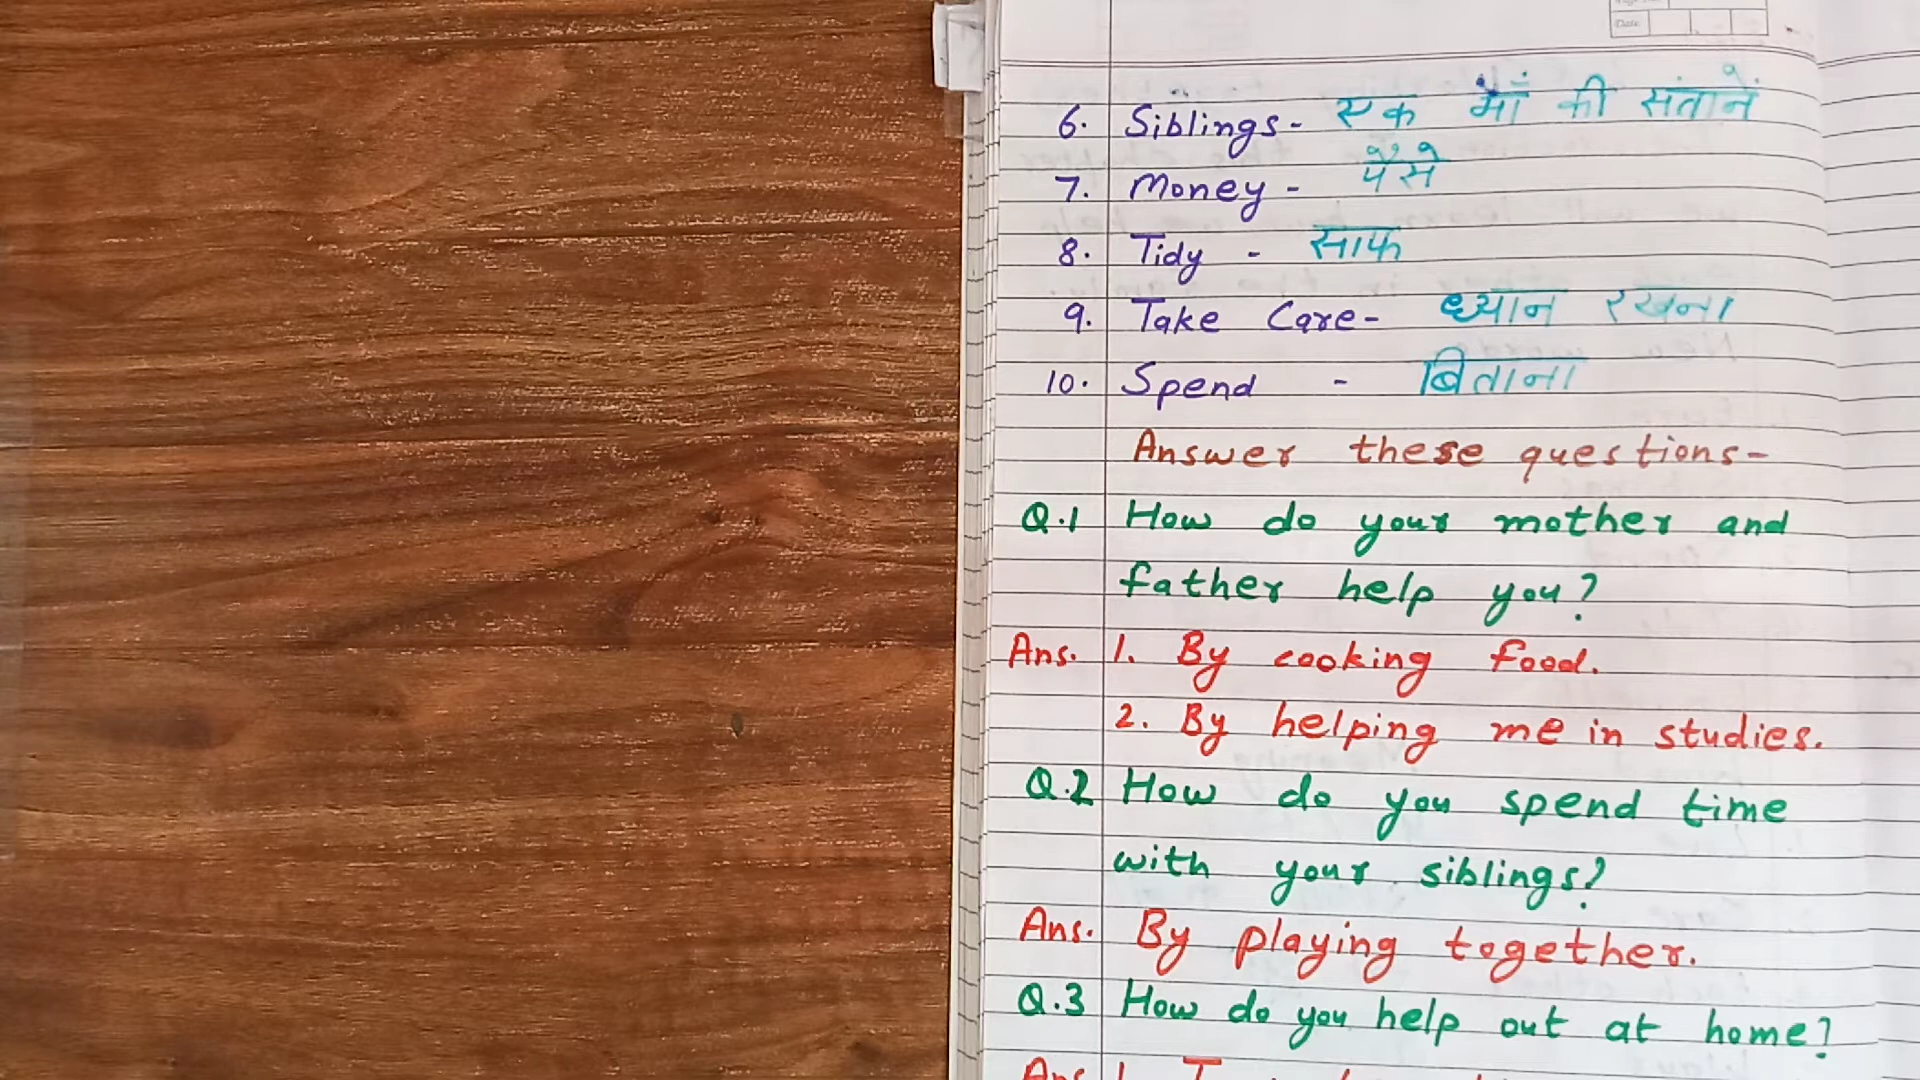 Date
6. Siblings- एक माँ की संतानें
7. Money - पैसे
8. Tidy - साफ
9. Take Care- ध्यान रखना
10. Spend - बिताना
Answer these questions-
Q.1 How do your mother and
father help you?
Ans. 1. By cooking food.
2. By helping me in studies.
Q.2 How do you spend time
with your siblings?
Ans. By playing together.
Q.3 How do you help out at home?
Ans 1.